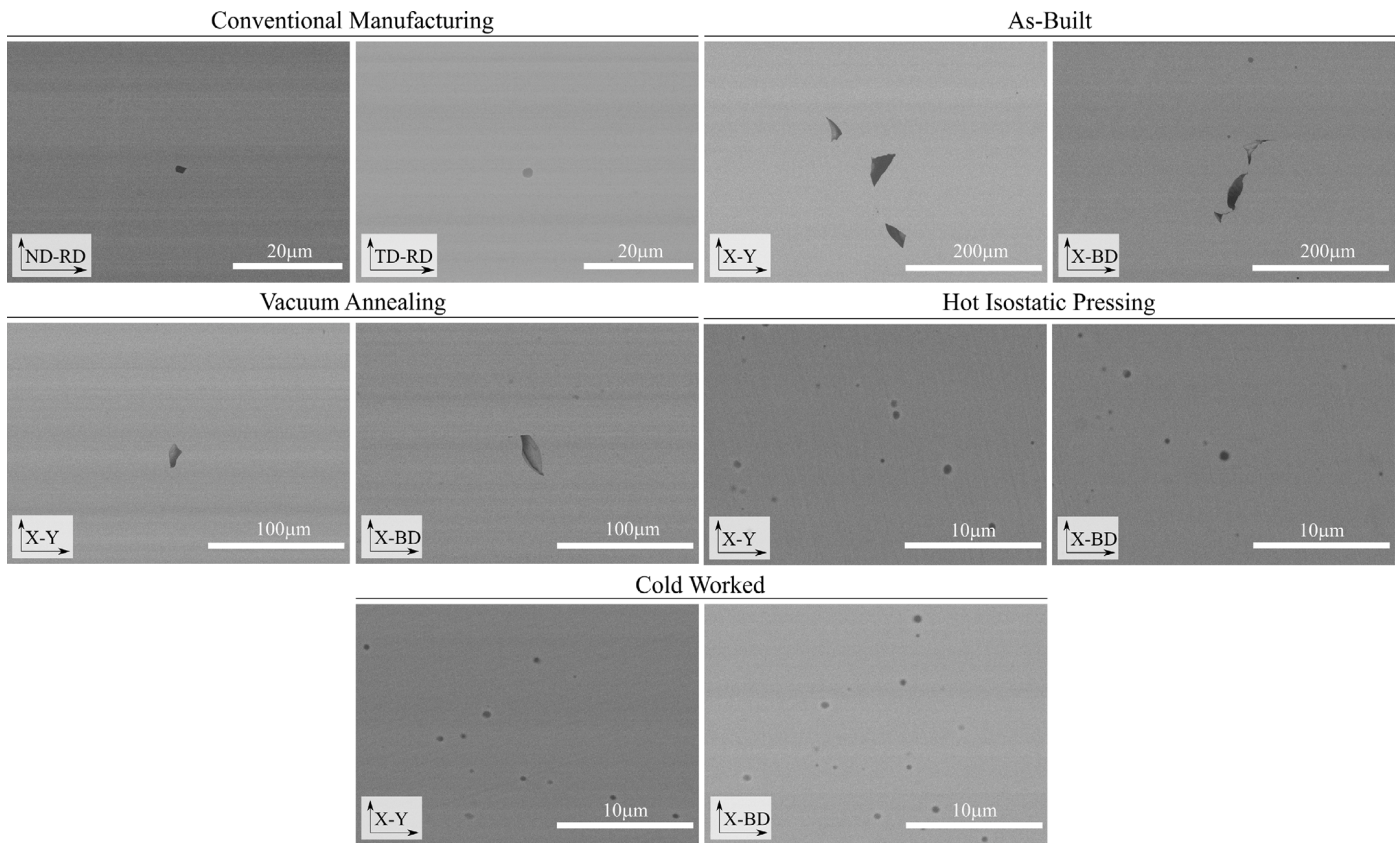 Conventional Manufacturing
As-Built
ND-RD
20µm
TD-RD
20µm
X-Y
200µm
X-BD
200µm
Vacuum Annealing
Hot Isostatic Pressing
X-Y
100µm
X-BD
100µm
X-Y
10µm
X-BD
10µm
Cold Worked
X-Y
10µm
X-BD
10µm